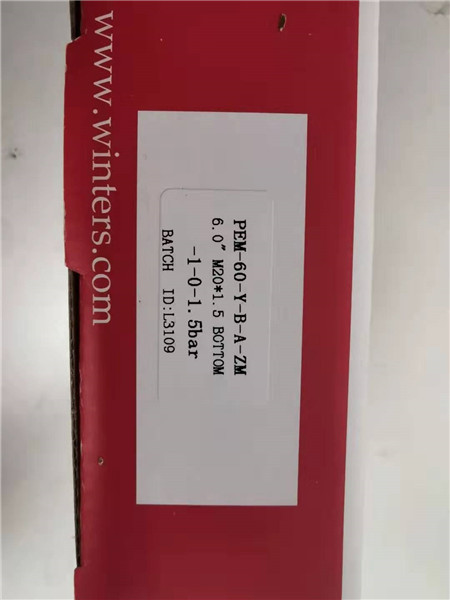 www.winters.com
PEM-60-Y-B-A-ZM
6.0" M20*1.5 BOTTOM
-1-0-1.5bar
BATCH ID:L3109